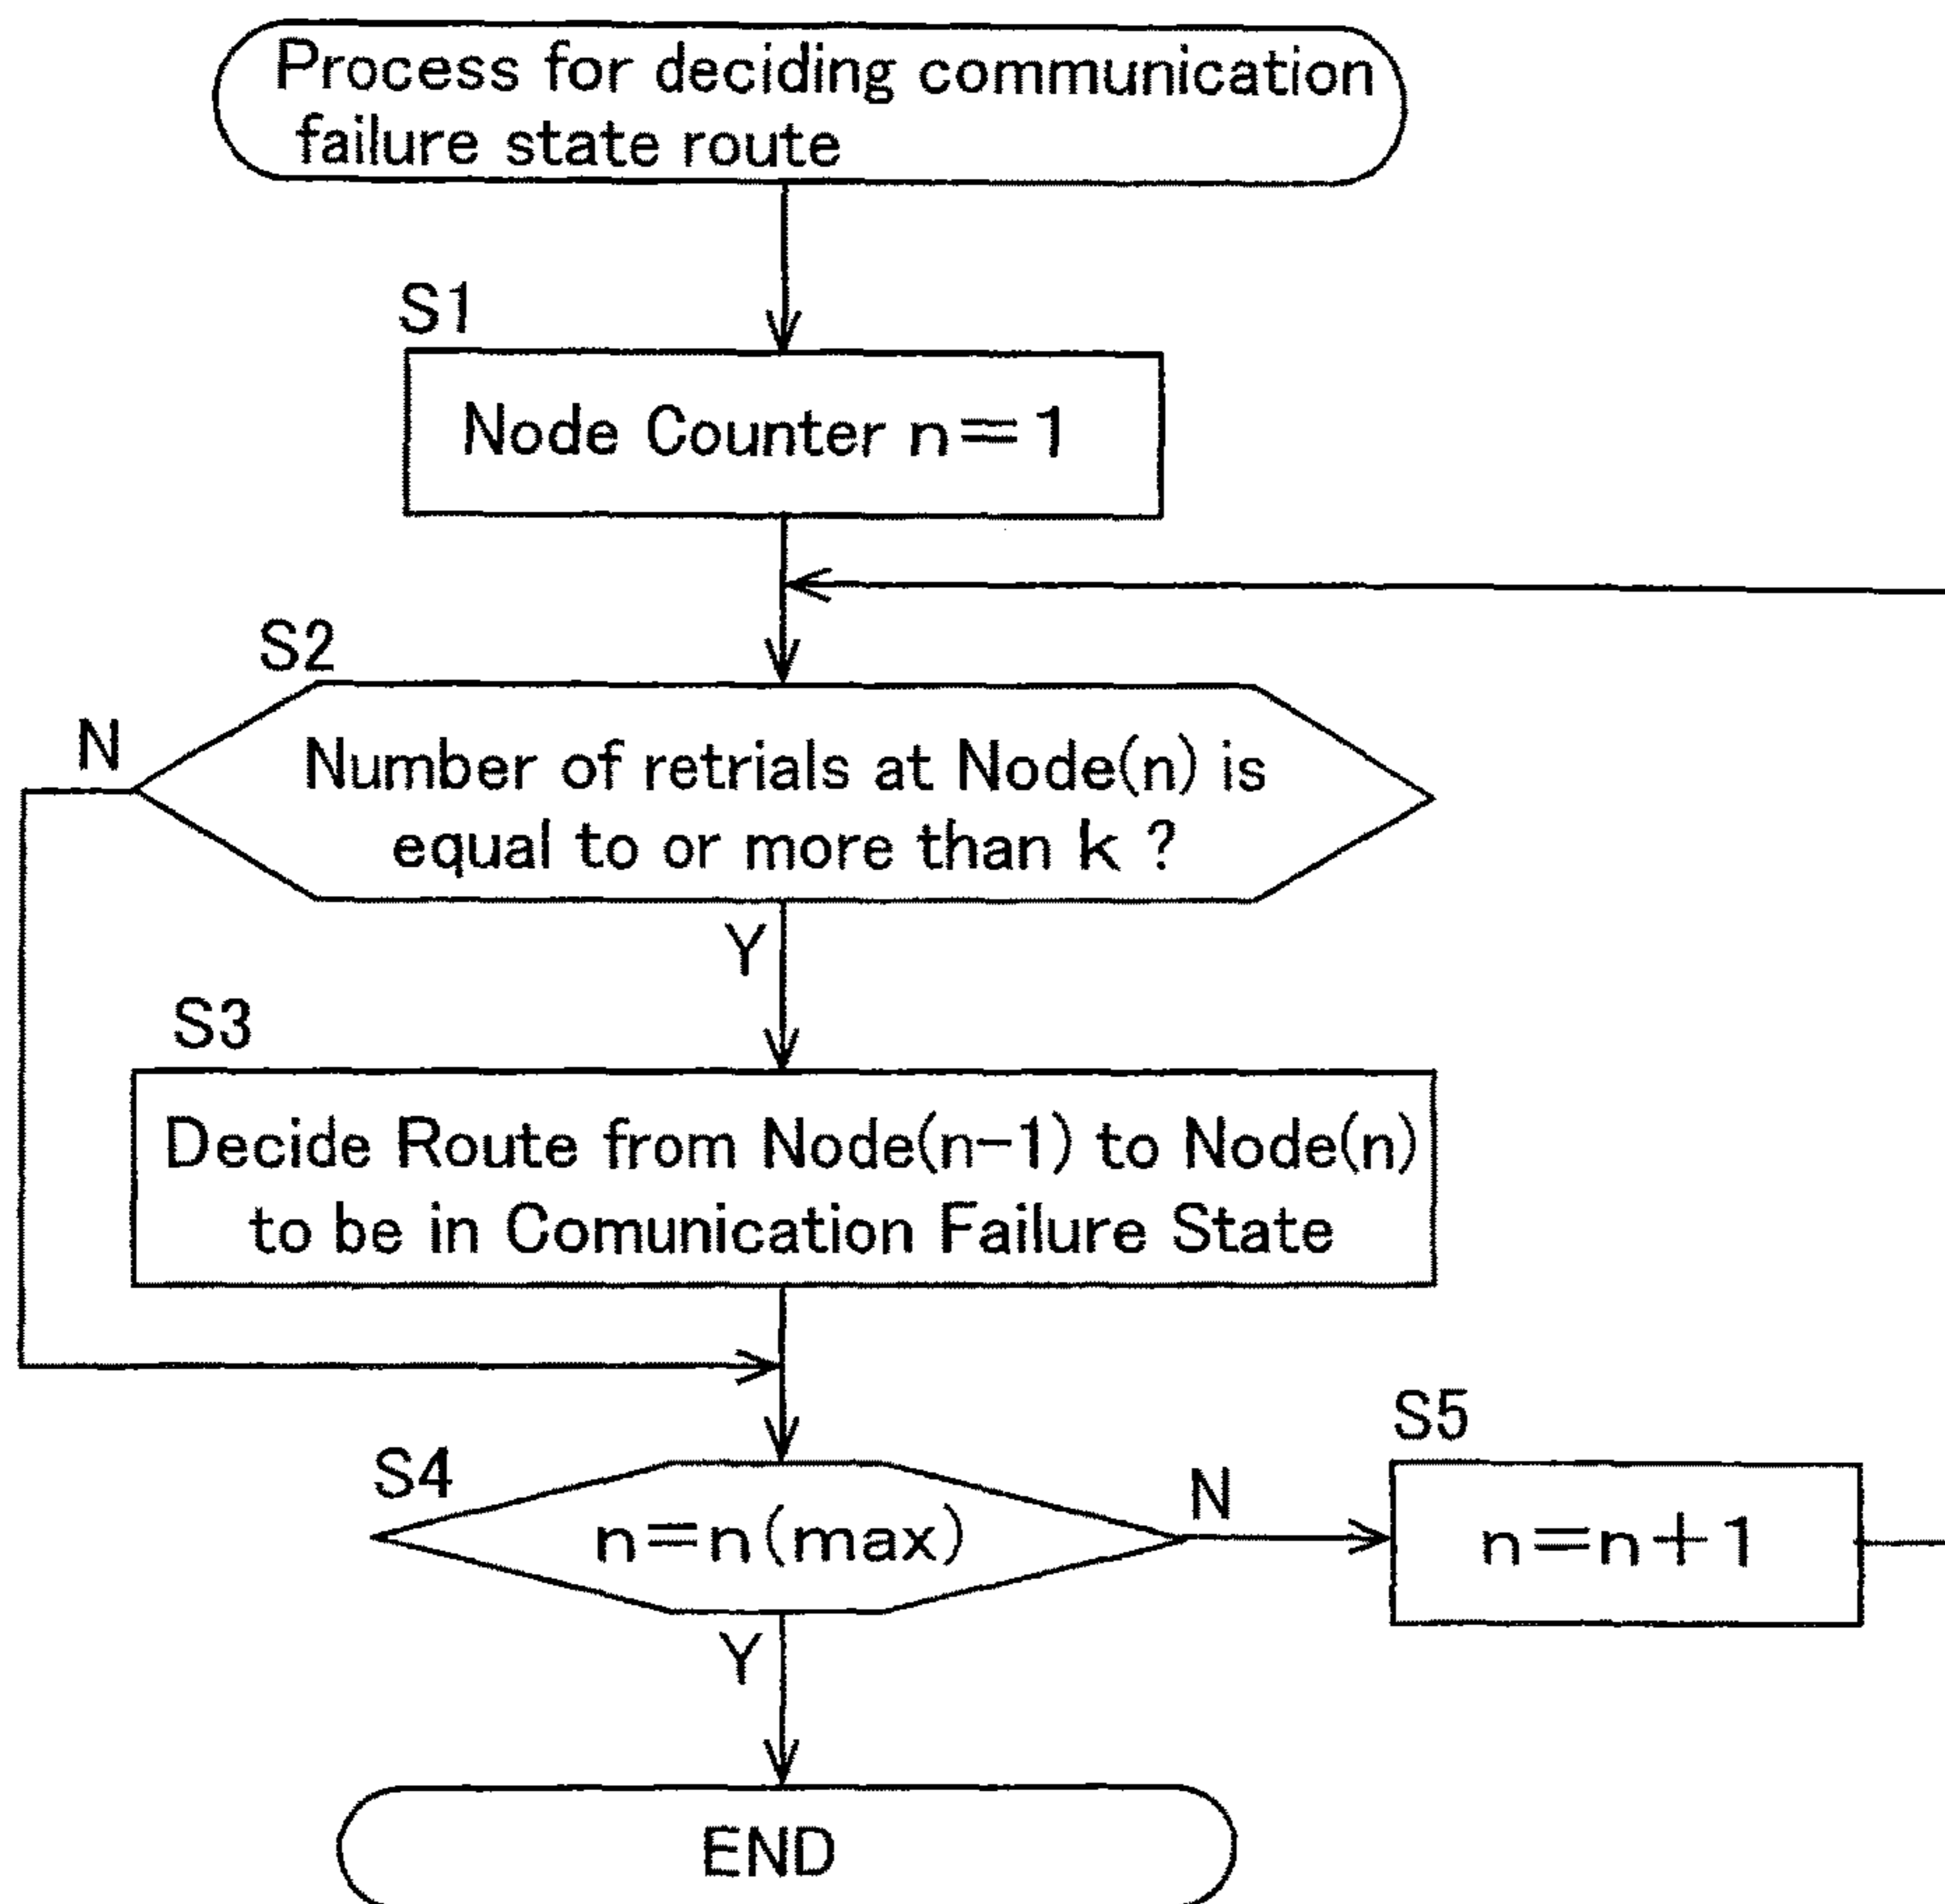 Process for deciding communication
failure state route
S1
Node Counter n=1
S2
N
Number of retrials at Node(n) is
equal to or more than k ?
Y
S3
Decide Route from Node(n-1) to Node(n)
to be in Comunication Failure State
S4
n=n(max)
N
S5
n=n+1
Y
END